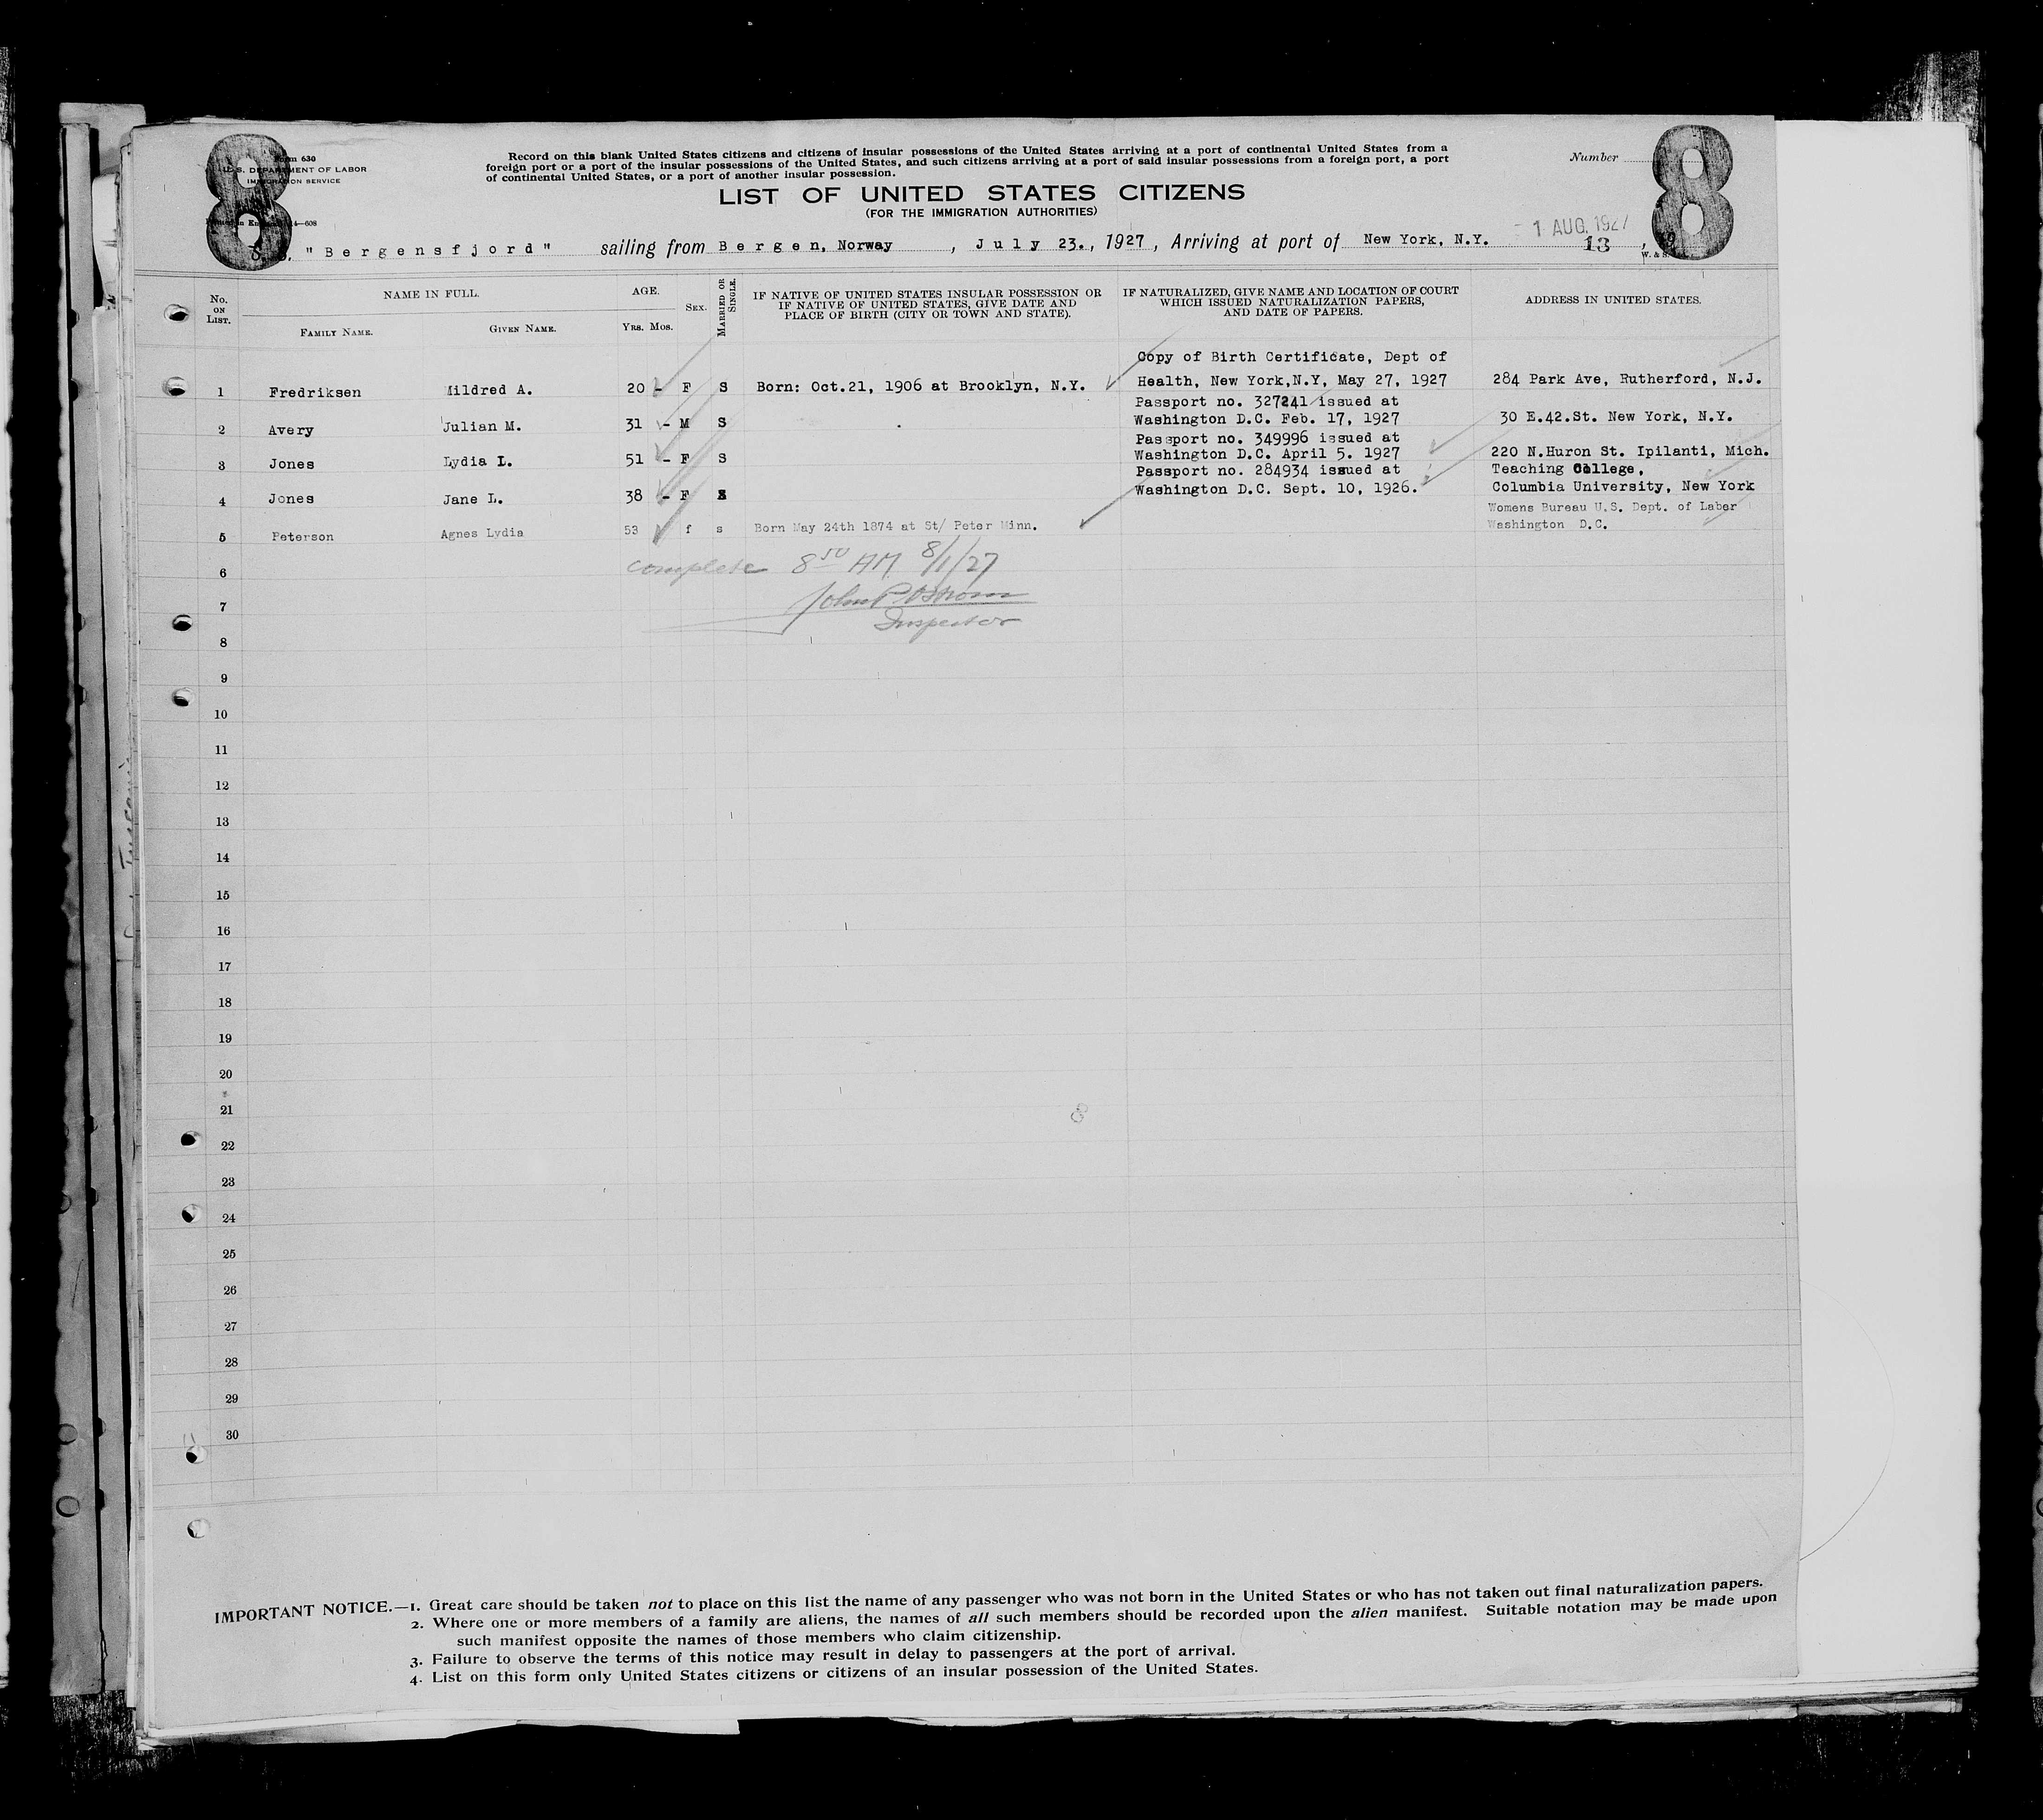 8
Form 630
U. S. DEPARTMENT OF LABOR
IMMIGRATION SERVICE
14—608
Record on this blank United States citizens and citizens of insular possessions of the United States arriving at a port of continental United States from a
foreign port or a port of the insular possessions of the United States, and such citizens arriving at a port of said insular possessions from a foreign port, a port
of continental United States, or a port of another insular possession.
Number
8
LIST OF UNITED STATES CITIZENS
(FOR THE IMMIGRATION AUTHORITIES)
1 AUG. 1927
S. S. "Bergensfjord" sailing from Bergen, Norway, July 23., 1927, Arriving at port of New York, N.Y. 13, 19
W. & S.
No. ON LIST.
NAME IN FULL.
FAMILY NAME.
GIVEN NAME.
AGE.
YRS. MOS.
SEX.
MARRIED OR SINGLE.
IF NATIVE OF UNITED STATES INSULAR POSSESSION OR
IF NATIVE OF UNITED STATES, GIVE DATE AND
PLACE OF BIRTH (CITY OR TOWN AND STATE).
IF NATURALIZED, GIVE NAME AND LOCATION OF COURT
WHICH ISSUED NATURALIZATION PAPERS,
AND DATE OF PAPERS.
ADDRESS IN UNITED STATES.
Copy of Birth Certificate, Dept of
1 Fredriksen Mildred A. 20 - F S Born: Oct.21, 1906 at Brooklyn, N.Y. Health, New York,N.Y, May 27, 1927 284 Park Ave, Rutherford, N.J.
Passport no. 327241 issued at
2 Avery Julian M. 31 - M S Washington D.C. Feb. 17, 1927 30 E.42.St. New York, N.Y.
Passport no. 349996 issued at
3 Jones Lydia I. 51 - F S Washington D.C. April 5. 1927 220 N.Huron St. Ipilanti, Mich.
Passport no. 284934 issued at Teaching College,
4 Jones Jane L. 38 - F S Washington D.C. Sept. 10, 1926. Columbia University, New York
Womens Bureau U.S. Dept. of Labor
5 Peterson Agnes Lydia 53 f s Born May 24th 1874 at St/ Peter Minn. Washington D.C.
6 complete 8 50 AM 8/1/27
7 John P. Ostrom
Inspector
8
9
10
11
12
13
14
15
16
17
18
19
20
21
8
22
23
24
25
26
27
28
29
30
IMPORTANT NOTICE.—1. Great care should be taken not to place on this list the name of any passenger who was not born in the United States or who has not taken out final naturalization papers.
2. Where one or more members of a family are aliens, the names of all such members should be recorded upon the alien manifest. Suitable notation may be made upon
such manifest opposite the names of those members who claim citizenship.
3. Failure to observe the terms of this notice may result in delay to passengers at the port of arrival.
4. List on this form only United States citizens or citizens of an insular possession of the United States.